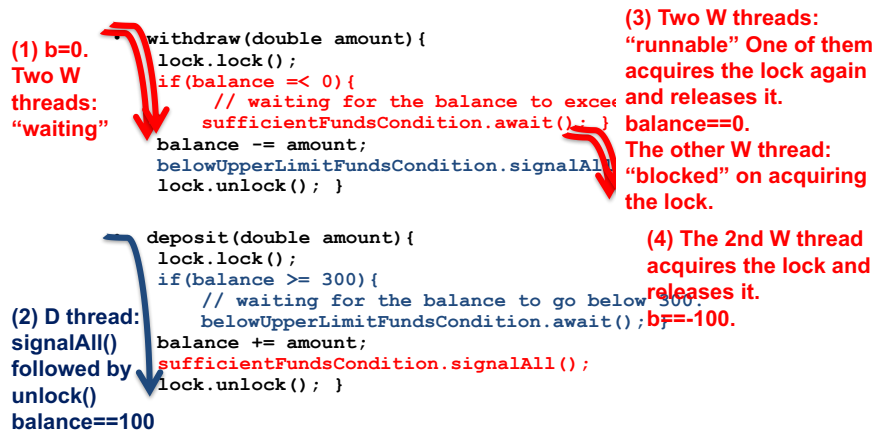 (1) b=0.
Two W
threads:
“waiting”
• withdraw(double amount){
lock.lock();
if(balance =< 0){
// waiting for the balance to excee
sufficientFundsCondition.await(); }
balance -= amount;
belowUpperLimitFundsCondition.signalAll
lock.unlock(); }
(3) Two W threads:
“runnable” One of them
acquires the lock again
and releases it.
balance==0.
The other W thread:
“blocked” on acquiring
the lock.
• deposit(double amount){
lock.lock();
if(balance >= 300){
// waiting for the balance to go below 300.
belowUpperLimitFundsCondition.await(); }
balance += amount;
sufficientFundsCondition.signalAll();
lock.unlock(); }
(2) D thread:
signalAll()
followed by
unlock()
balance==100
(4) The 2nd W thread
acquires the lock and
releases it.
b==-100.